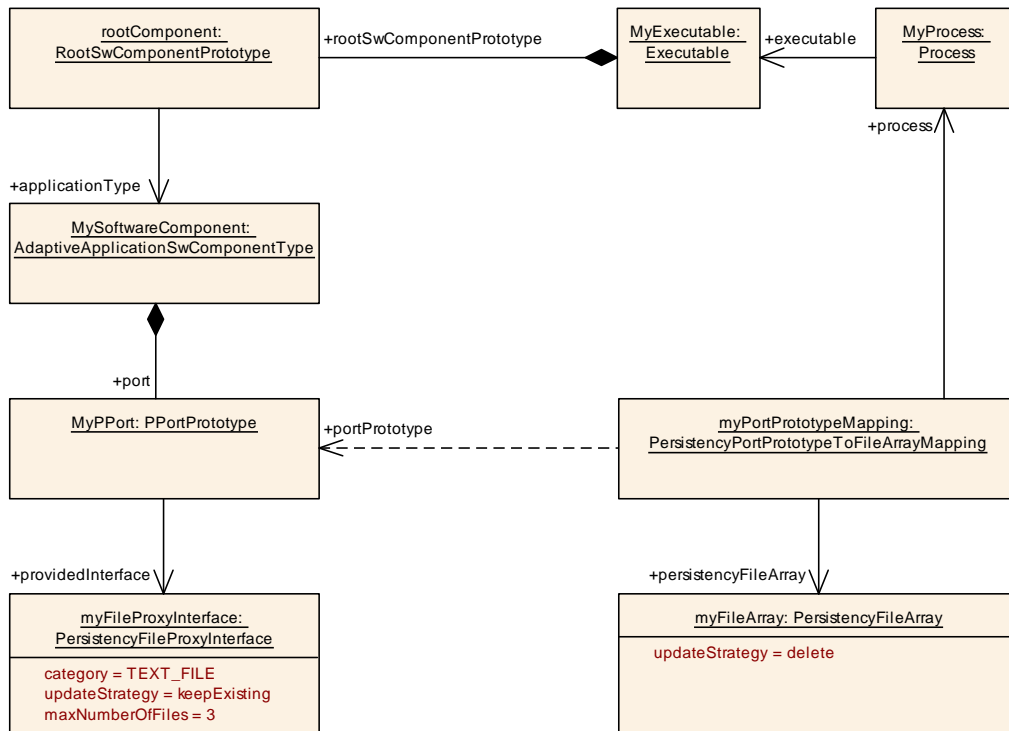 rootComponent:
RootSwComponentPrototype
+rootSwComponentPrototype
MyExecutable:
Executable
+executable
MyProcess:
Process
+process
+applicationType
MySoftwareComponent:
AdaptiveApplicationSwComponentType
+port
MyPPort: PPortPrototype
+portPrototype
myPortPrototypeMapping:
PersistencyPortPrototypeToFileArrayMapping
+providedInterface
+persistencyFileArray
myFileProxyInterface:
PersistencyFileProxyInterface
category = TEXT_FILE
updateStrategy = keepExisting
maxNumberOfFiles = 3
myFileArray: PersistencyFileArray
updateStrategy = delete